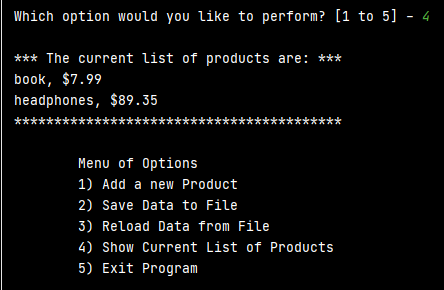 Which option would you like to perform? [1 to 5] - 4
*** The current list of products are: ***
book, $7.99
headphones, $89.35
*****************************************
Menu of Options
1) Add a new Product
2) Save Data to File
3) Reload Data from File
4) Show Current List of Products
5) Exit Program